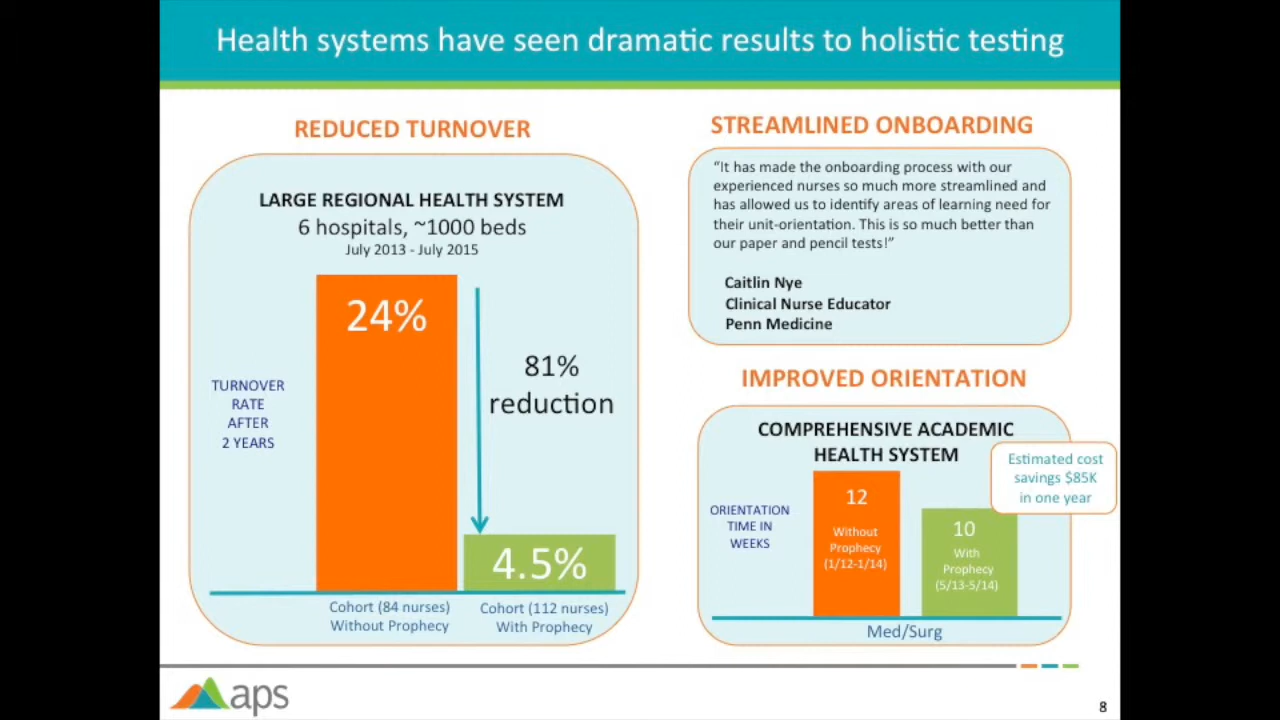 Health systems have seen dramatic results to holistic testing
REDUCED TURNOVER
LARGE REGIONAL HEALTH SYSTEM
6 hospitals, ~1000 beds
July 2013 - July 2015
24%
81%
reduction
TURNOVER
RATE
AFTER
2 YEARS
4.5%
Cohort (84 nurses)
Without Prophecy
Cohort (112 nurses)
With Prophecy
STREAMLINED ONBOARDING
“It has made the onboarding process with our
experienced nurses so much more streamlined and
has allowed us to identify areas of learning need for
their unit-orientation. This is so much better than
our paper and pencil tests!”
Caitlin Nye
Clinical Nurse Educator
Penn Medicine
IMPROVED ORIENTATION
COMPREHENSIVE ACADEMIC
HEALTH SYSTEM
Estimated cost
savings $85K
in one year
ORIENTATION
TIME IN
WEEKS
12
Without
Prophecy
(1/12-1/14)
10
With
Prophecy
(5/13-5/14)
Med/Surg
aps
8